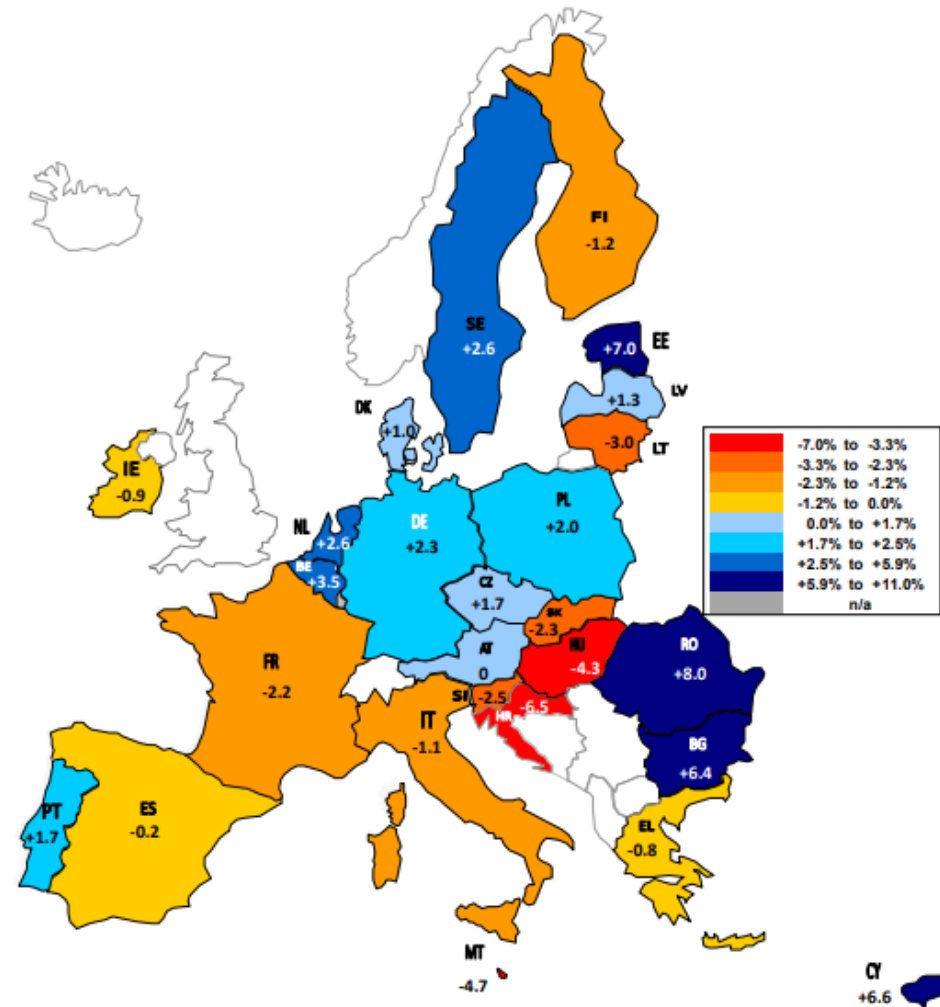 FI
-1.2
SE
+2.6
EE
+7.0
LV
+1.3
LT
-3.0
DK
+1.0
IE
-0.9
NL
+2.6
BE
+3.5
DE
+2.3
PL
+2.0
CZ
+1.7
SK
-2.3
AT
0
HU
-4.3
RO
+8.0
FR
-2.2
SI
-2.5
HR
-6.5
IT
-1.1
BG
+6.4
PT
+1.7
ES
-0.2
EL
-0.8
MT
-4.7
CY
+6.6
-7.0% to -3.3%
-3.3% to -2.3%
-2.3% to -1.2%
-1.2% to 0.0%
0.0% to +1.7%
+1.7% to +2.5%
+2.5% to +5.9%
+5.9% to +11.0%
n/a